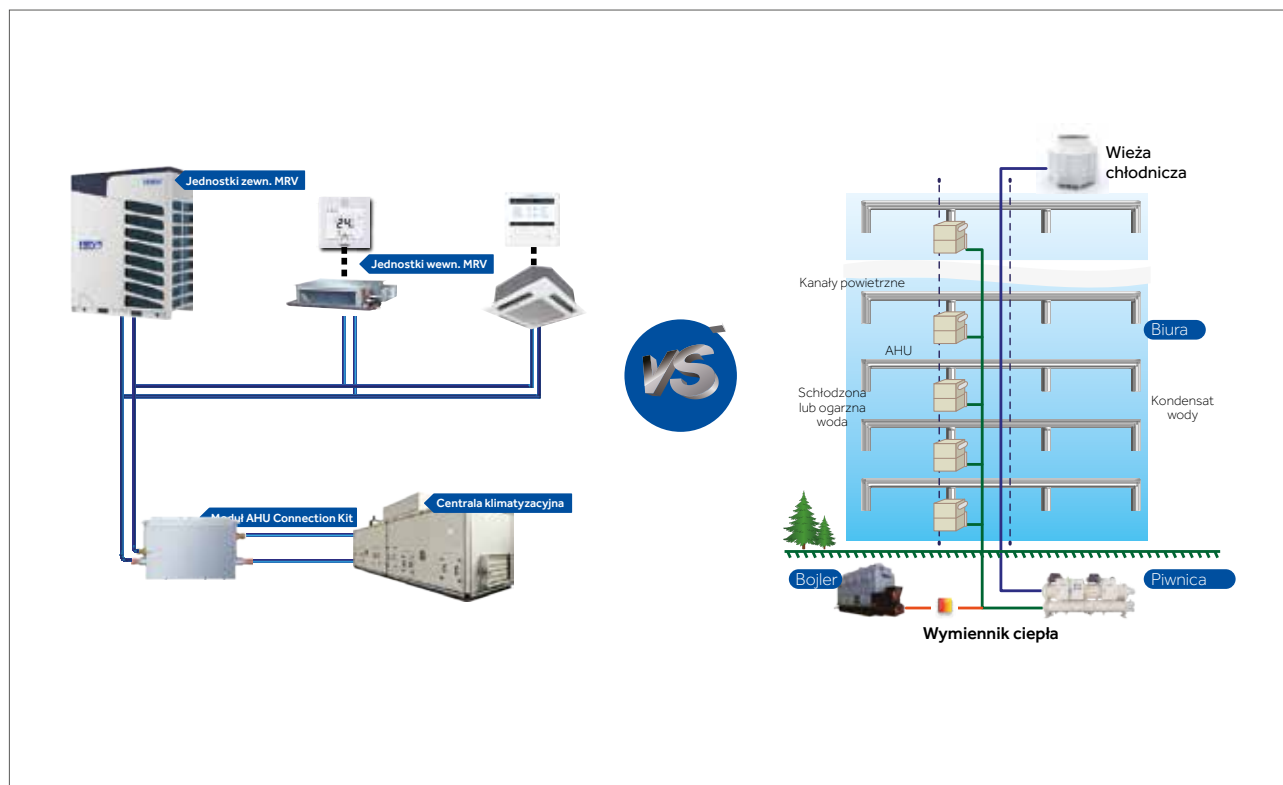 Jednostki zewn. MRV
24
Jednostki wewn. MRV
Moduł AHU Connection Kit
Centrala klimatyzacyjna
VS
Wieża
chłodnicza
Kanały powietrzne
Biura
AHU
Schłodzona
lub ogarzna
woda
Kondensat
wody
Bojler
Piwnica
Wymiennik ciepła